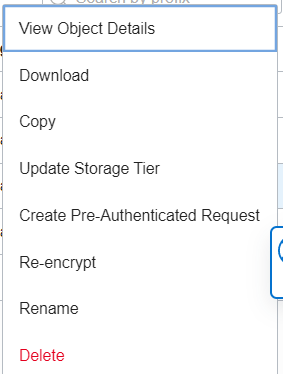 Search by prefix
View Object Details
Download
Copy
Update Storage Tier
Create Pre-Authenticated Request
Re-encrypt
Rename
Delete